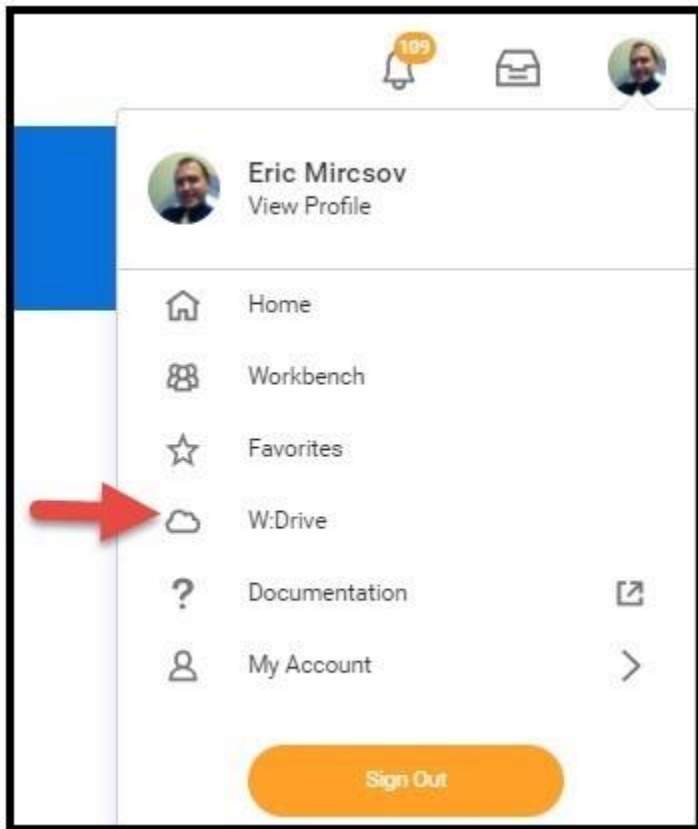 109
Eric Mircsov
View Profile
Home
Workbench
Favorites
W:Drive
? Documentation
My Account
Sign Out